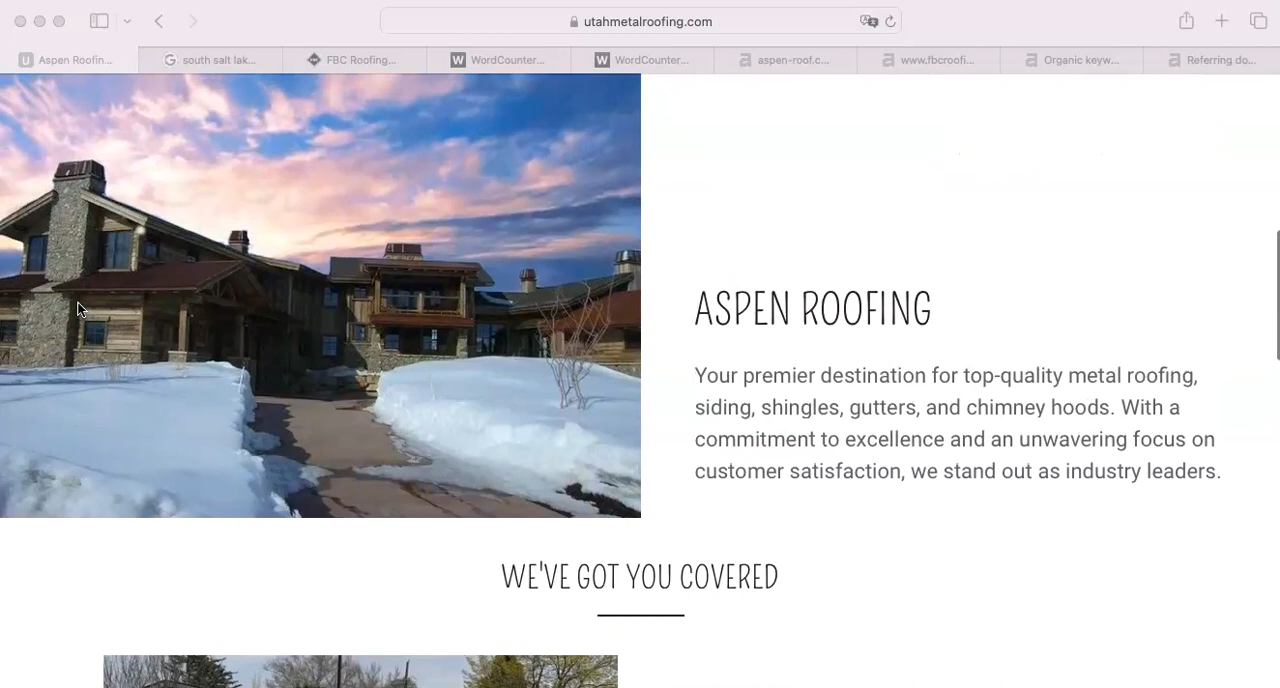 utahmetalroofing.com
Aspen Roofin...
south salt lak...
FBC Roofing...
WordCounter...
WordCounter...
aspen-roof.c...
www.fbcroofi...
Organic keyw...
Referring do...
ASPEN ROOFING
Your premier destination for top-quality metal roofing,
siding, shingles, gutters, and chimney hoods. With a
commitment to excellence and an unwavering focus on
customer satisfaction, we stand out as industry leaders.
WE'VE GOT YOU COVERED